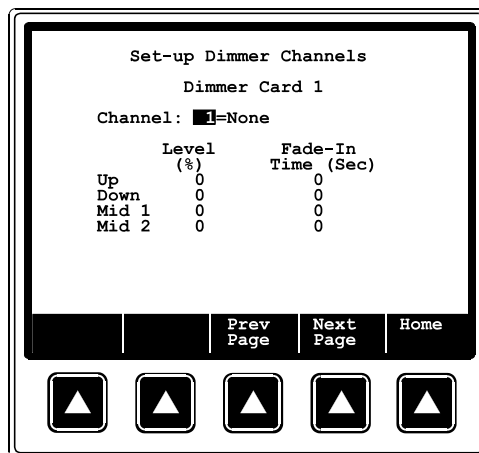 Set-up Dimmer Channels
Dimmer Card 1
Channel: 1=None
Level Fade-In
(%) Time (Sec)
Up 0 0
Down 0 0
Mid 1 0 0
Mid 2 0 0
Prev Next Home
Page Page